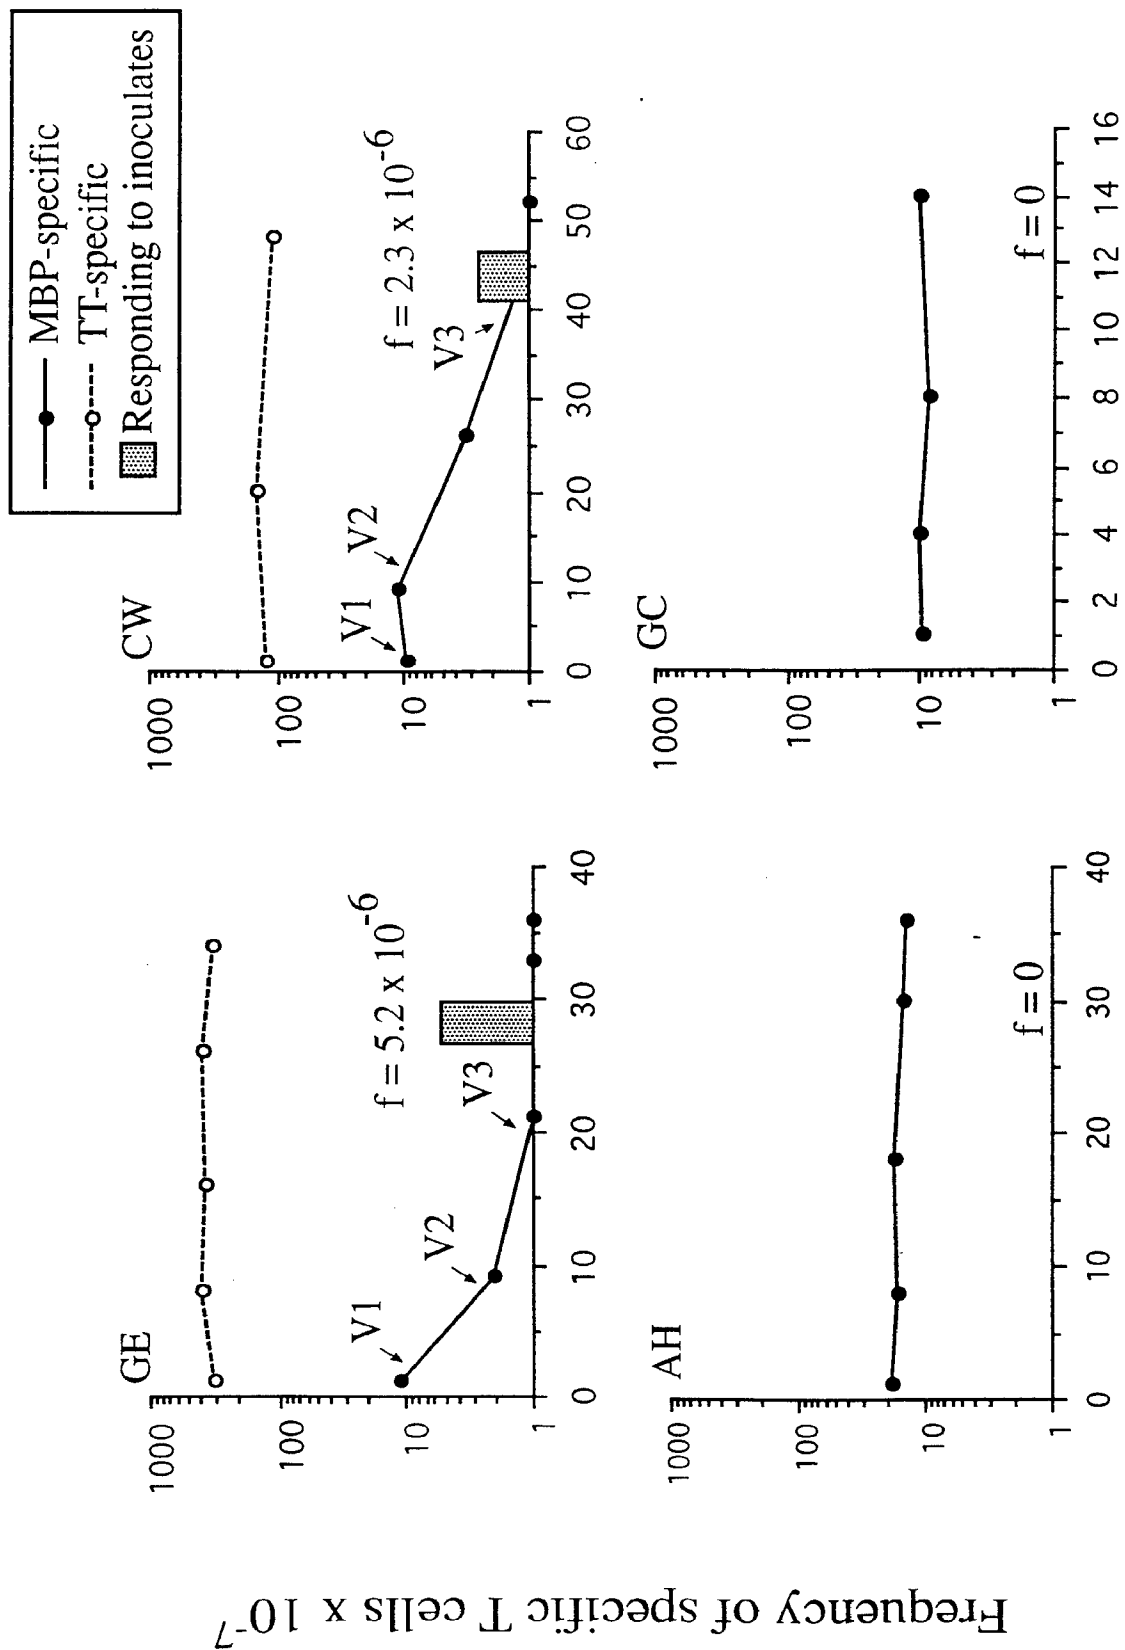 MBP-specific
TT-specific
Responding to inoculates
Frequency of specific T cells x 10⁻⁷
GE
1000
100
10
1
V1
V2
V3
f = 5.2 x 10⁻⁶
0 10 20 30 40
CW
1000
100
10
1
V1
V2
V3
f = 2.3 x 10⁻⁶
0 10 20 30 40 50 60
AH
1000
100
10
1
f = 0
0 10 20 30 40
GC
1000
100
10
1
f = 0
0 2 4 6 8 10 12 14 16